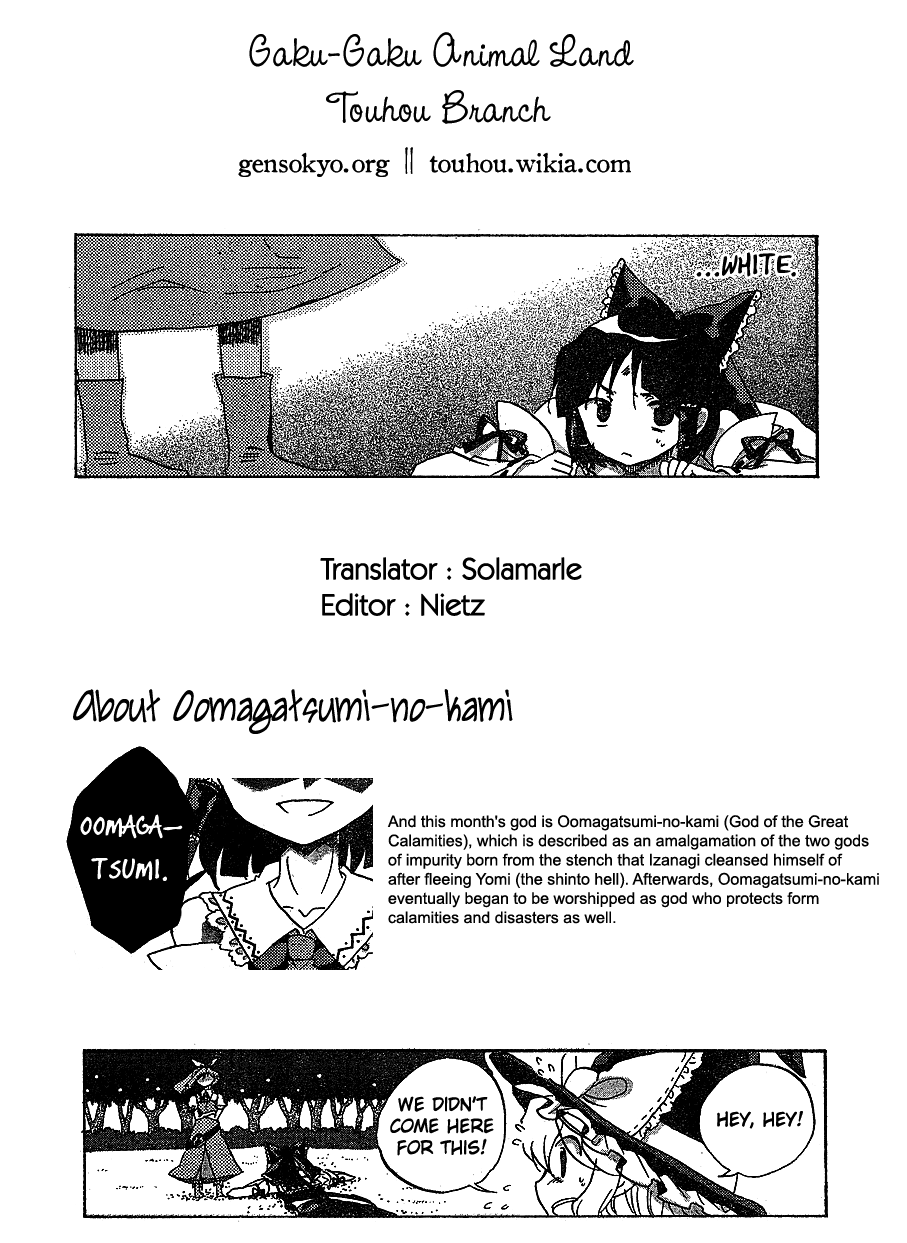 Gaku-Gaku Animal Land
Touhou Branch
gensokyo.org || touhou.wikia.com
...WHITE.
Translator : Solamarle
Editor : Nietz
About Oomagatsumi-no-kami
OOMAGA—
TSUMI.
And this month's god is Oomagatsumi-no-kami (God of the Great
Calamities), which is described as an amalgamation of the two gods
of impurity born from the stench that Izanagi cleansed himself of
after fleeing Yomi (the shinto hell). Afterwards, Oomagatsumi-no-kami
eventually began to be worshipped as god who protects form
calamities and disasters as well.
WE DIDN'T
COME HERE
FOR THIS!
HEY, HEY!